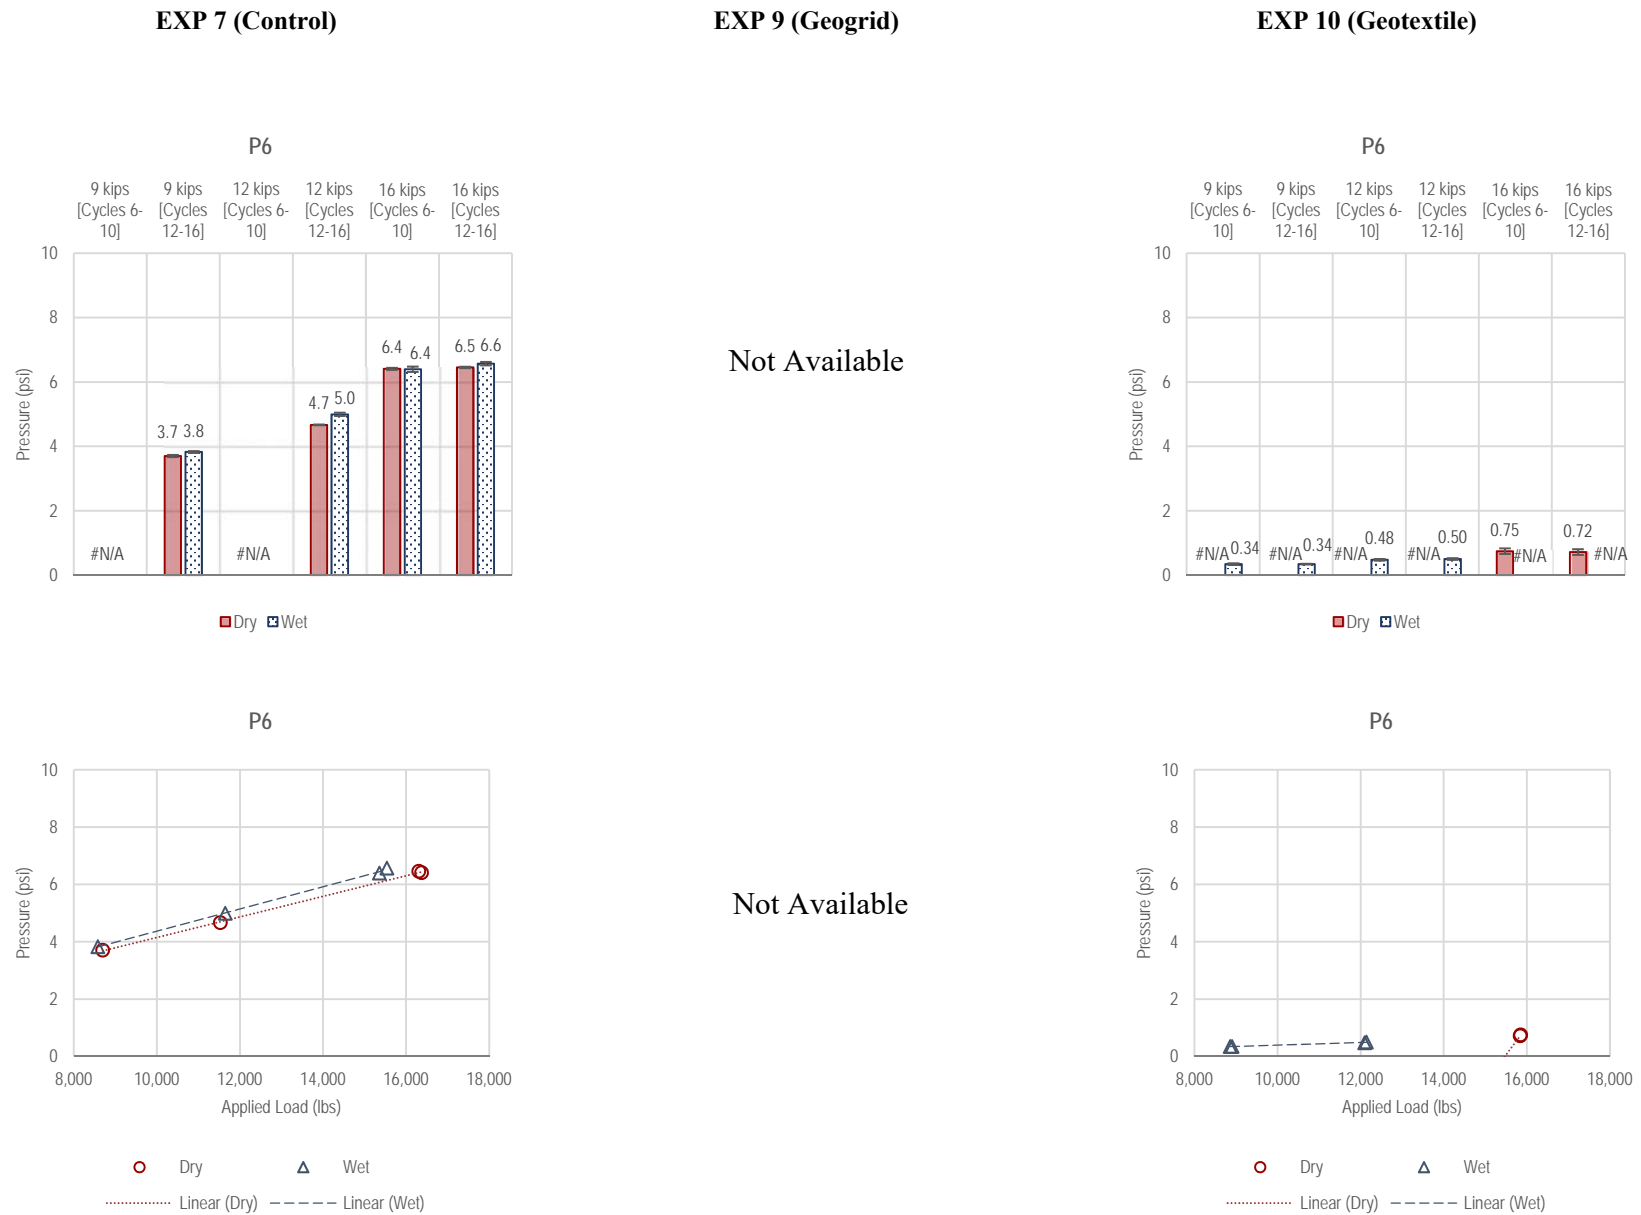 EXP 7 (Control)
EXP 9 (Geogrid)
EXP 10 (Geotextile)
P6
9 kips [Cycles 6-10]
9 kips [Cycles 12-16]
12 kips [Cycles 6-10]
12 kips [Cycles 12-16]
16 kips [Cycles 6-10]
16 kips [Cycles 12-16]
Pressure (psi)
10
8
6
4
2
0
#N/A
3.7 3.8
#N/A
4.7 5.0
6.4 6.4
6.5 6.6
Dry Wet
Not Available
P6
9 kips [Cycles 6-10]
9 kips [Cycles 12-16]
12 kips [Cycles 6-10]
12 kips [Cycles 12-16]
16 kips [Cycles 6-10]
16 kips [Cycles 12-16]
Pressure (psi)
10
8
6
4
2
0
#N/A 0.34
#N/A 0.34
#N/A 0.48
#N/A 0.50
0.75 #N/A
0.72 #N/A
Dry Wet
P6
Pressure (psi)
10
8
6
4
2
0
8,000 10,000 12,000 14,000 16,000 18,000
Applied Load (lbs)
Dry Wet
Linear (Dry) Linear (Wet)
Not Available
P6
Pressure (psi)
10
8
6
4
2
0
8,000 10,000 12,000 14,000 16,000 18,000
Applied Load (lbs)
Dry Wet
Linear (Dry) Linear (Wet)